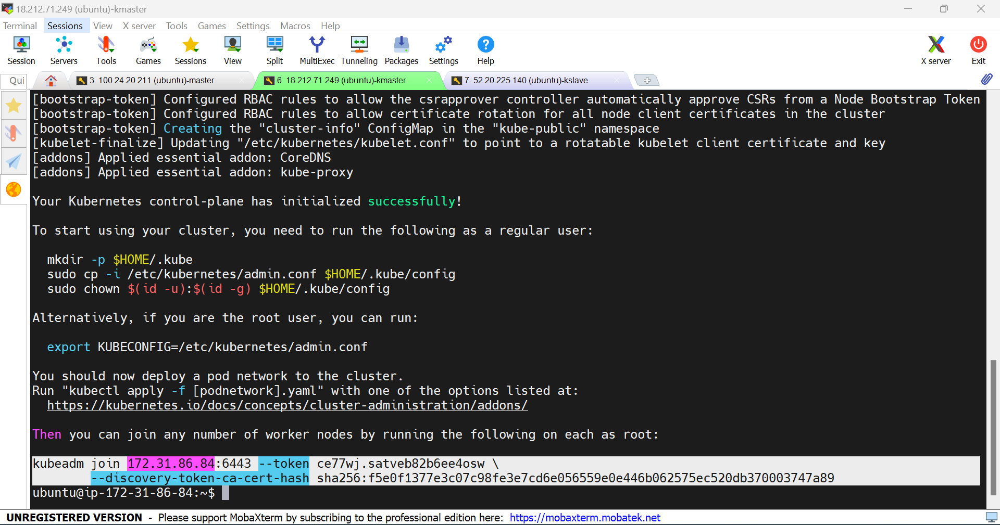 18.212.71.249 (ubuntu)-kmaster
Terminal Sessions View X server Tools Games Settings Macros Help
Session Servers Tools Games Sessions View Split MultiExec Tunneling Packages Settings Help X server Exit
Qui 3. 100.24.20.211 (ubuntu)-master 6. 18.212.71.249 (ubuntu)-kmaster 7. 52.20.225.140 (ubuntu)-kslave
[bootstrap-token] Configured RBAC rules to allow the csrapprover controller automatically approve CSRs from a Node Bootstrap Token
[bootstrap-token] Configured RBAC rules to allow certificate rotation for all node client certificates in the cluster
[bootstrap-token] Creating the "cluster-info" ConfigMap in the "kube-public" namespace
[kubelet-finalize] Updating "/etc/kubernetes/kubelet.conf" to point to a rotatable kubelet client certificate and key
[addons] Applied essential addon: CoreDNS
[addons] Applied essential addon: kube-proxy
Your Kubernetes control-plane has initialized successfully!
To start using your cluster, you need to run the following as a regular user:
mkdir -p $HOME/.kube
sudo cp -i /etc/kubernetes/admin.conf $HOME/.kube/config
sudo chown $(id -u):$(id -g) $HOME/.kube/config
Alternatively, if you are the root user, you can run:
export KUBECONFIG=/etc/kubernetes/admin.conf
You should now deploy a pod network to the cluster.
Run "kubectl apply -f [podnetwork].yaml" with one of the options listed at:
https://kubernetes.io/docs/concepts/cluster-administration/addons/
Then you can join any number of worker nodes by running the following on each as root:
kubeadm join 172.31.86.84:6443 --token ce77wj.satveb82b6ee4osw \
--discovery-token-ca-cert-hash sha256:f5e0f1377e3c07c98fe3e7cd6e056559e0e446b062575ec520db370003747a89
ubuntu@ip-172-31-86-84:~$
UNREGISTERED VERSION - Please support MobaXterm by subscribing to the professional edition here: https://mobaxterm.mobatek.net